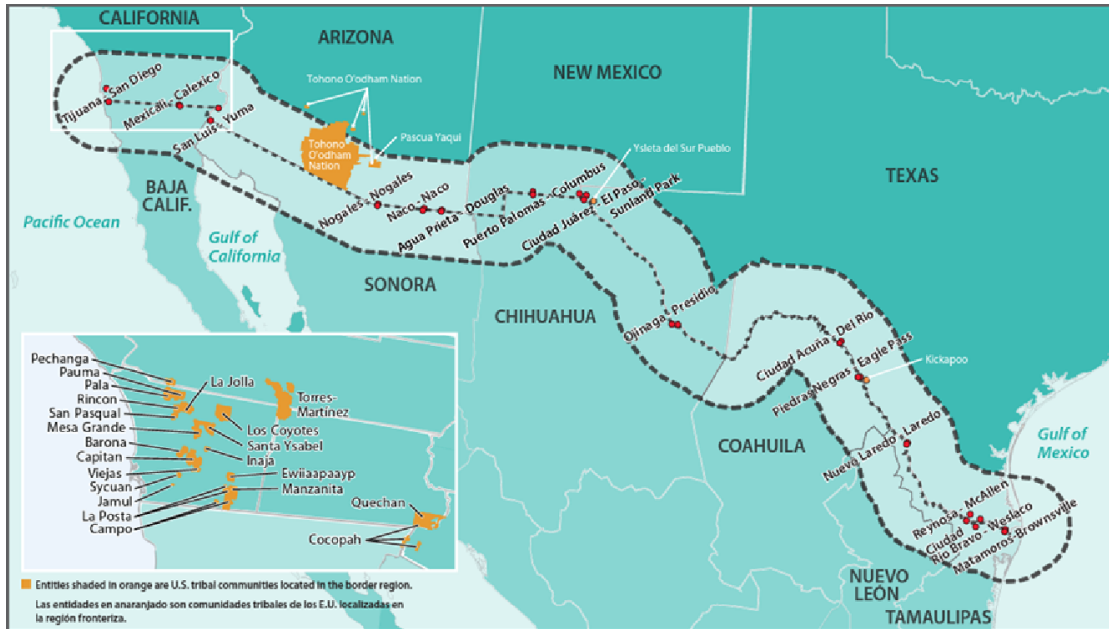 CALIFORNIA
ARIZONA
NEW MEXICO
TEXAS
Tohono O'odham Nation
Tijuana - San Diego
Mexicali - Calexico
San Luis - Yuma
Tohono
O'odham
Nation
Pascua Yaqui
Ysleta del Sur Pueblo
Nogales - Nogales
Naco - Naco
Agua Prieta - Douglas
Puerto Palomas - Columbus
Ciudad Juárez - El Paso -
Sunland Park
BAJA
CALIF.
Pacific Ocean
Gulf of
California
SONORA
CHIHUAHUA
Ojinaga - Presidio
Ciudad Acuña - Del Rio
Piedras Negras - Eagle Pass
Kickapoo
COAHUILA
Nuevo Laredo - Laredo
Gulf of
Mexico
Reynosa - McAllen
Ciudad
Rio Bravo - Weslaco
Matamoros-Brownsville
NUEVO
LEÓN
TAMAULIPAS
Pechanga
Pauma
Pala
Rincon
San Pasqual
Mesa Grande
Barona
Capitan
Viejas
Sycuan
Jamul
La Posta
Campo
La Jolla
Torres-
Martinez
Los Coyotes
Santa Ysabel
Inaja
Ewiiaapaayp
Manzanita
Quechan
Cocopah
Entities shaded in orange are U.S. tribal communities located in the border region.
Las entidades en anaranjado son comunidades tribales de los E.U. localizadas en
la región fronteriza.